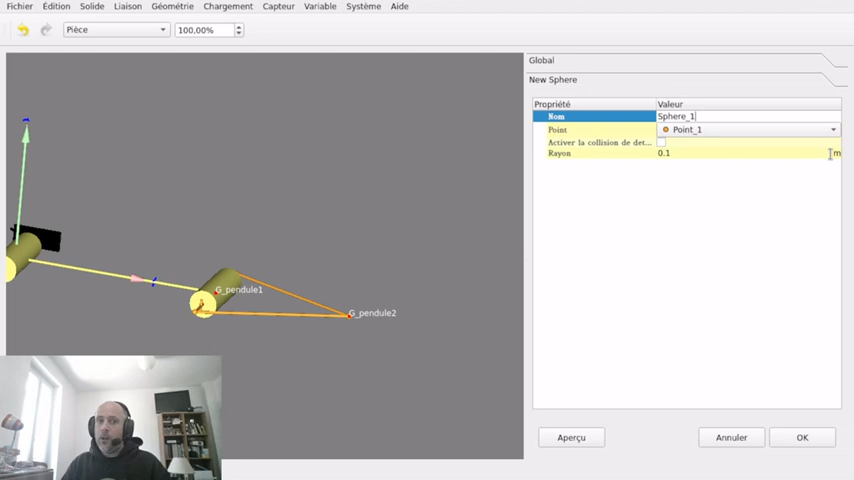 Fichier Édition Solide Liaison Chargement Géométrie Capteur Variable Système Aide
Pièce 100,00%
Global
New Sphere
Propriété Valeur
Nom Sphere_1
Point Point_1
Activer la collision de det...
Rayon 0.1 m
G_pendule1
G_pendule2
Aperçu Annuler OK